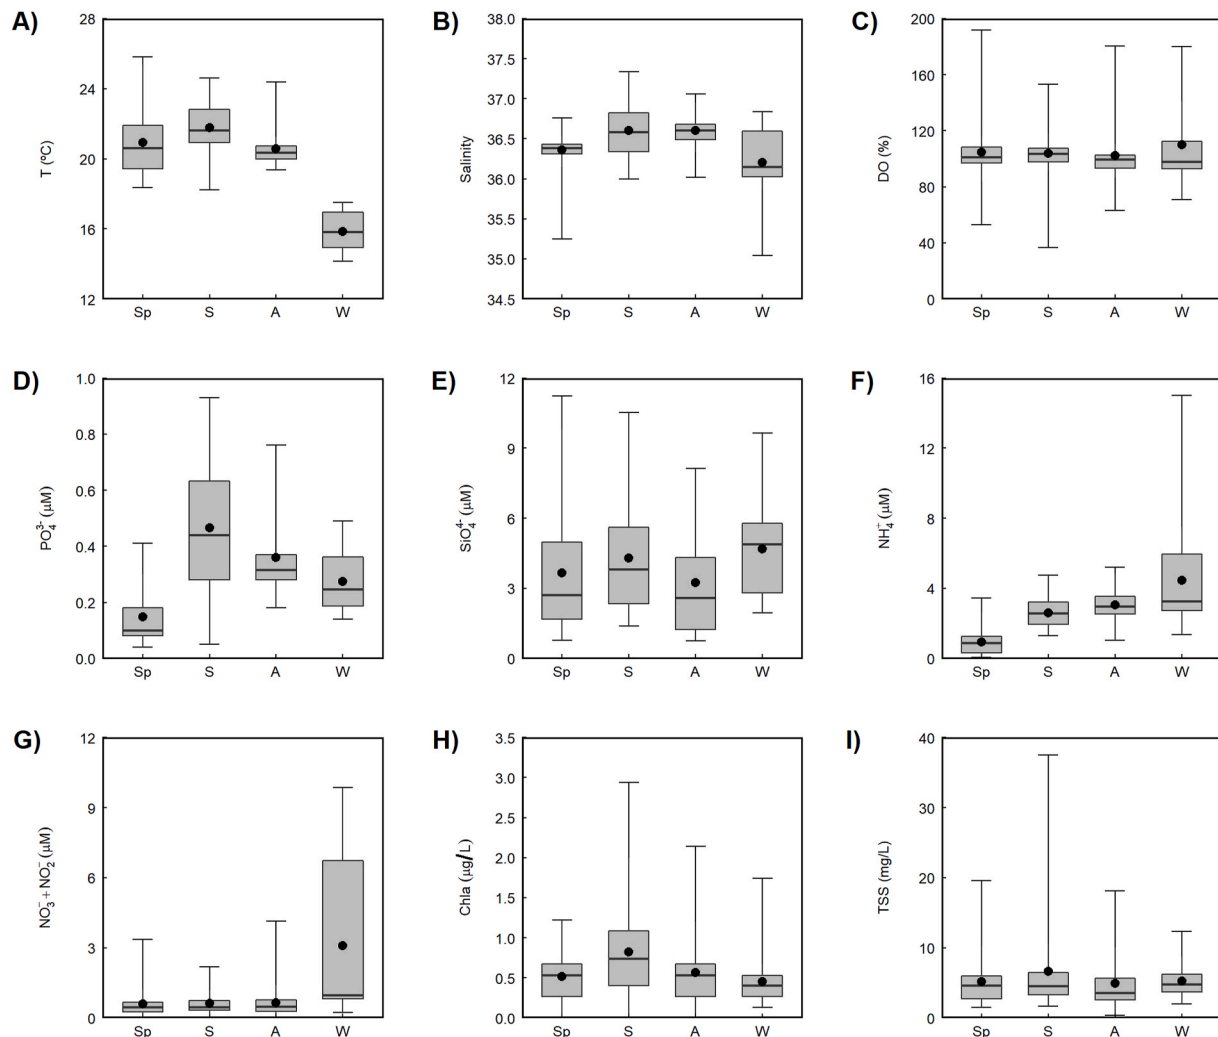 A)
T (ºC)
28
24
20
16
12
Sp S A W
B)
Salinity
38.0
37.5
37.0
36.5
36.0
35.5
35.0
34.5
Sp S A W
C)
DO (%)
200
160
120
80
40
0
Sp S A W
D)
PO₄³⁻ (μM)
1.0
0.8
0.6
0.4
0.2
0.0
Sp S A W
E)
SiO₄⁴⁻ (μM)
12
9
6
3
0
Sp S A W
F)
NH₄⁺ (μM)
16
12
8
4
0
Sp S A W
G)
NO₃⁻ + NO₂⁻ (μM)
12
9
6
3
0
Sp S A W
H)
Chla (μg/L)
3.5
3.0
2.5
2.0
1.5
1.0
0.5
0.0
Sp S A W
I)
TSS (mg/L)
40
30
20
10
0
Sp S A W